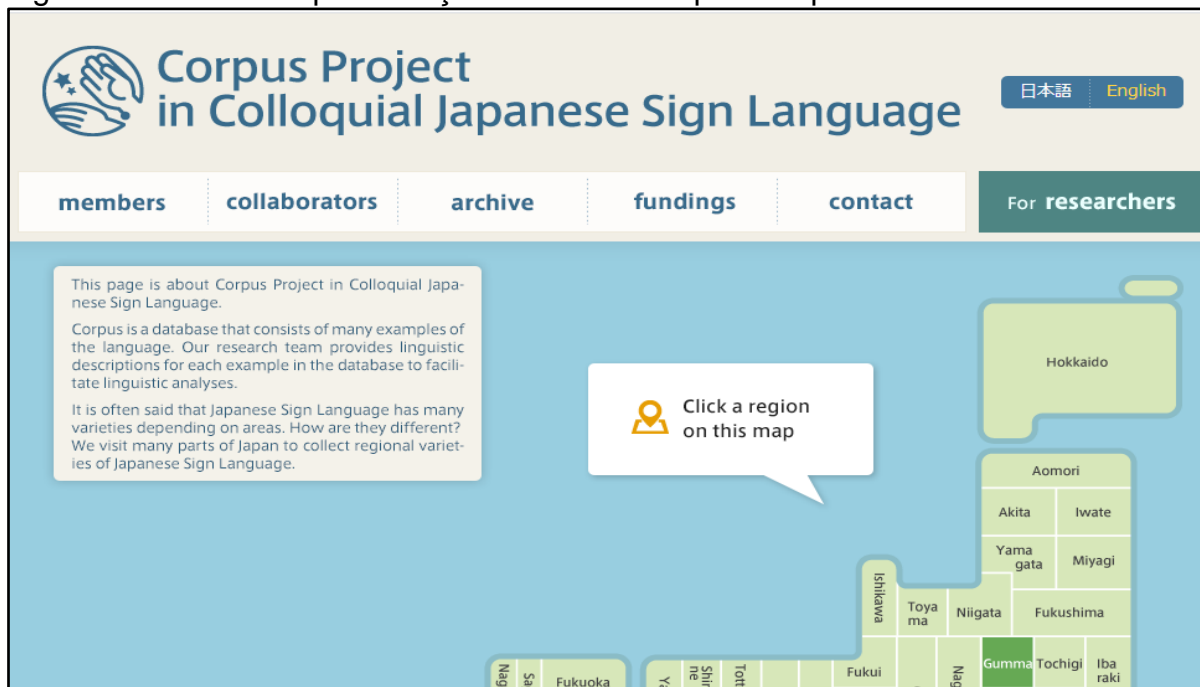 Corpus Project
in Colloquial Japanese Sign Language
日本語 English
members collaborators archive fundings contact For researchers
This page is about Corpus Project in Colloquial Japa-
nese Sign Language.
Corpus is a database that consists of many examples of
the language. Our research team provides linguistic
descriptions for each example in the database to facili-
tate linguistic analyses.
It is often said that Japanese Sign Language has many
varieties depending on areas. How are they different?
We visit many parts of Japan to collect regional variet-
ies of Japanese Sign Language.
Click a region
on this map
Hokkaido
Aomori
Akita Iwate
Yama
gata
Miyagi
Ishikawa
Toya
ma
Niigata
Fukushima
Gumma
Tochigi
Iba
raki
Fukui
Fukuoka